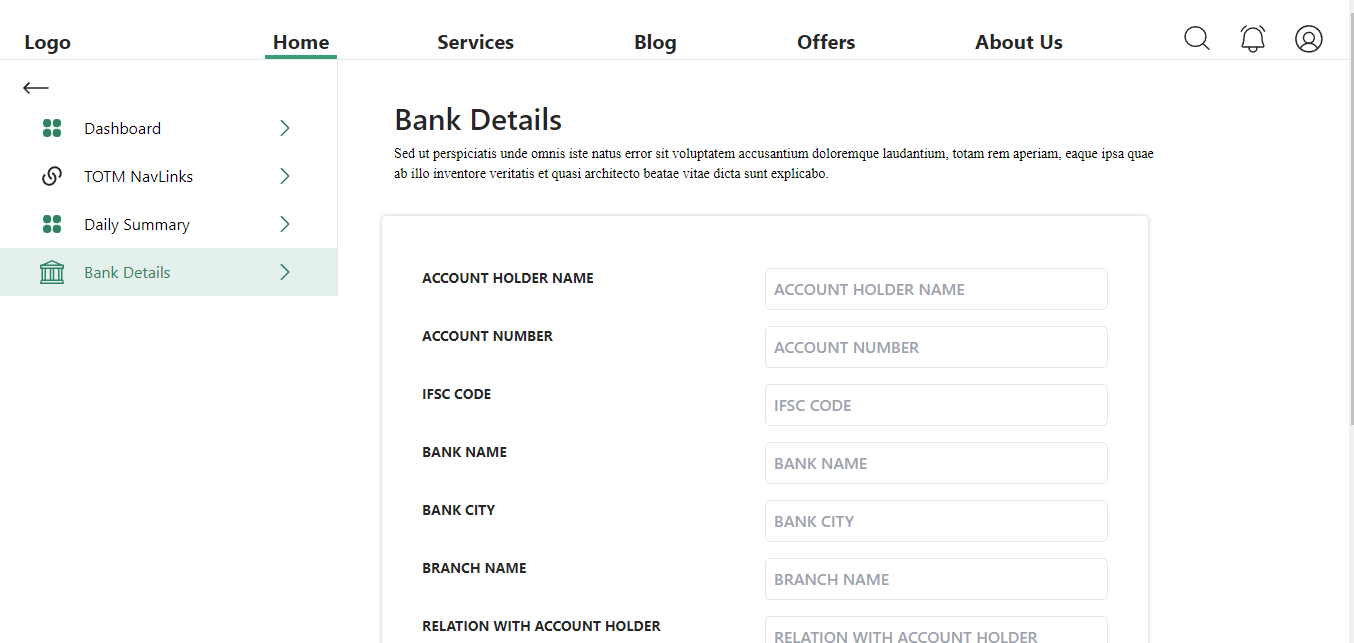 Logo Home Services Blog Offers About Us
Dashboard
TOTM NavLinks
Daily Summary
Bank Details
Bank Details
Sed ut perspiciatis unde omnis iste natus error sit voluptatem accusantium doloremque laudantium, totam rem aperiam, eaque ipsa quae
ab illo inventore veritatis et quasi architecto beatae vitae dicta sunt explicabo.
ACCOUNT HOLDER NAME ACCOUNT HOLDER NAME
ACCOUNT NUMBER ACCOUNT NUMBER
IFSC CODE IFSC CODE
BANK NAME BANK NAME
BANK CITY BANK CITY
BRANCH NAME BRANCH NAME
RELATION WITH ACCOUNT HOLDER RELATION WITH ACCOUNT HOLDER